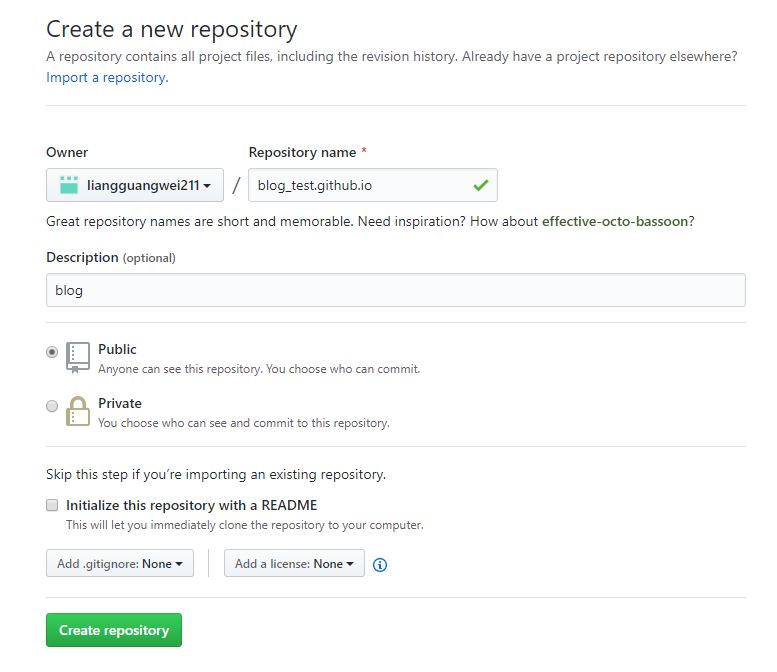 Create a new repository
A repository contains all project files, including the revision history. Already have a project repository elsewhere?
Import a repository.
Owner Repository name *
liangguangwei211 / blog_test.github.io
Great repository names are short and memorable. Need inspiration? How about effective-octo-bassoon?
Description (optional)
blog
Public
Anyone can see this repository. You choose who can commit.
Private
You choose who can see and commit to this repository.
Skip this step if you’re importing an existing repository.
Initialize this repository with a README
This will let you immediately clone the repository to your computer.
Add .gitignore: None Add a license: None
Create repository